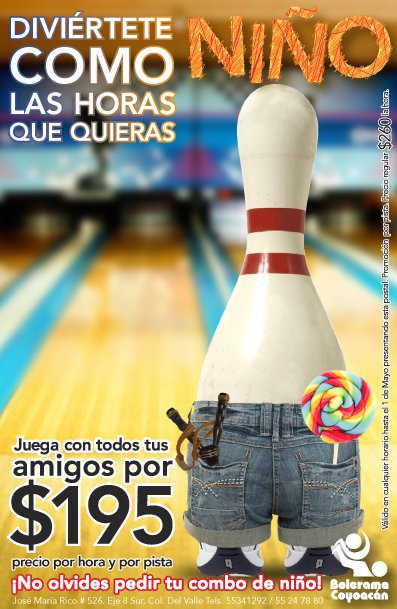 DIVIÉRTETE
COMO NIÑO
LAS HORAS
QUE QUIERAS
Válido en cualquier horario hasta el 1 de Mayo presentando esta postal. Promoción por pista. Precio regular $260 la hora.
Juega con todos tus
amigos por
$195
precio por hora y por pista
¡No olvides pedir tu combo de niño!
José María Rico # 526. Eje 8 Sur, Col. Del Valle Tels. 55341292 / 55 24 78 80
Bolerama
Coyoacán